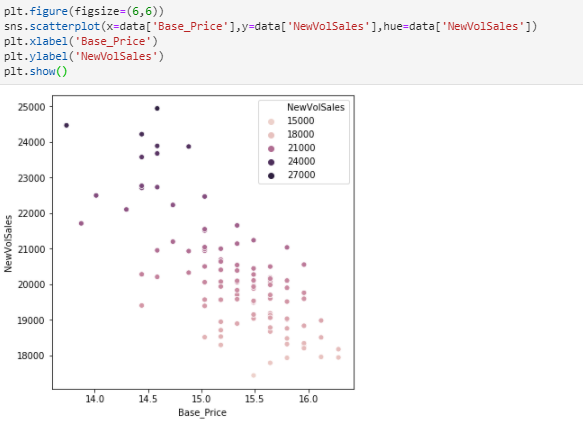 plt.figure(figsize=(6,6))
sns.scatterplot(x=data['Base_Price'],y=data['NewVolSales'],hue=data['NewVolSales'])
plt.xlabel('Base_Price')
plt.ylabel('NewVolSales')
plt.show()
25000
24000
23000
22000
21000
20000
19000
18000
NewVolSales
NewVolSales
15000
18000
21000
24000
27000
14.0 14.5 15.0 15.5 16.0
Base_Price